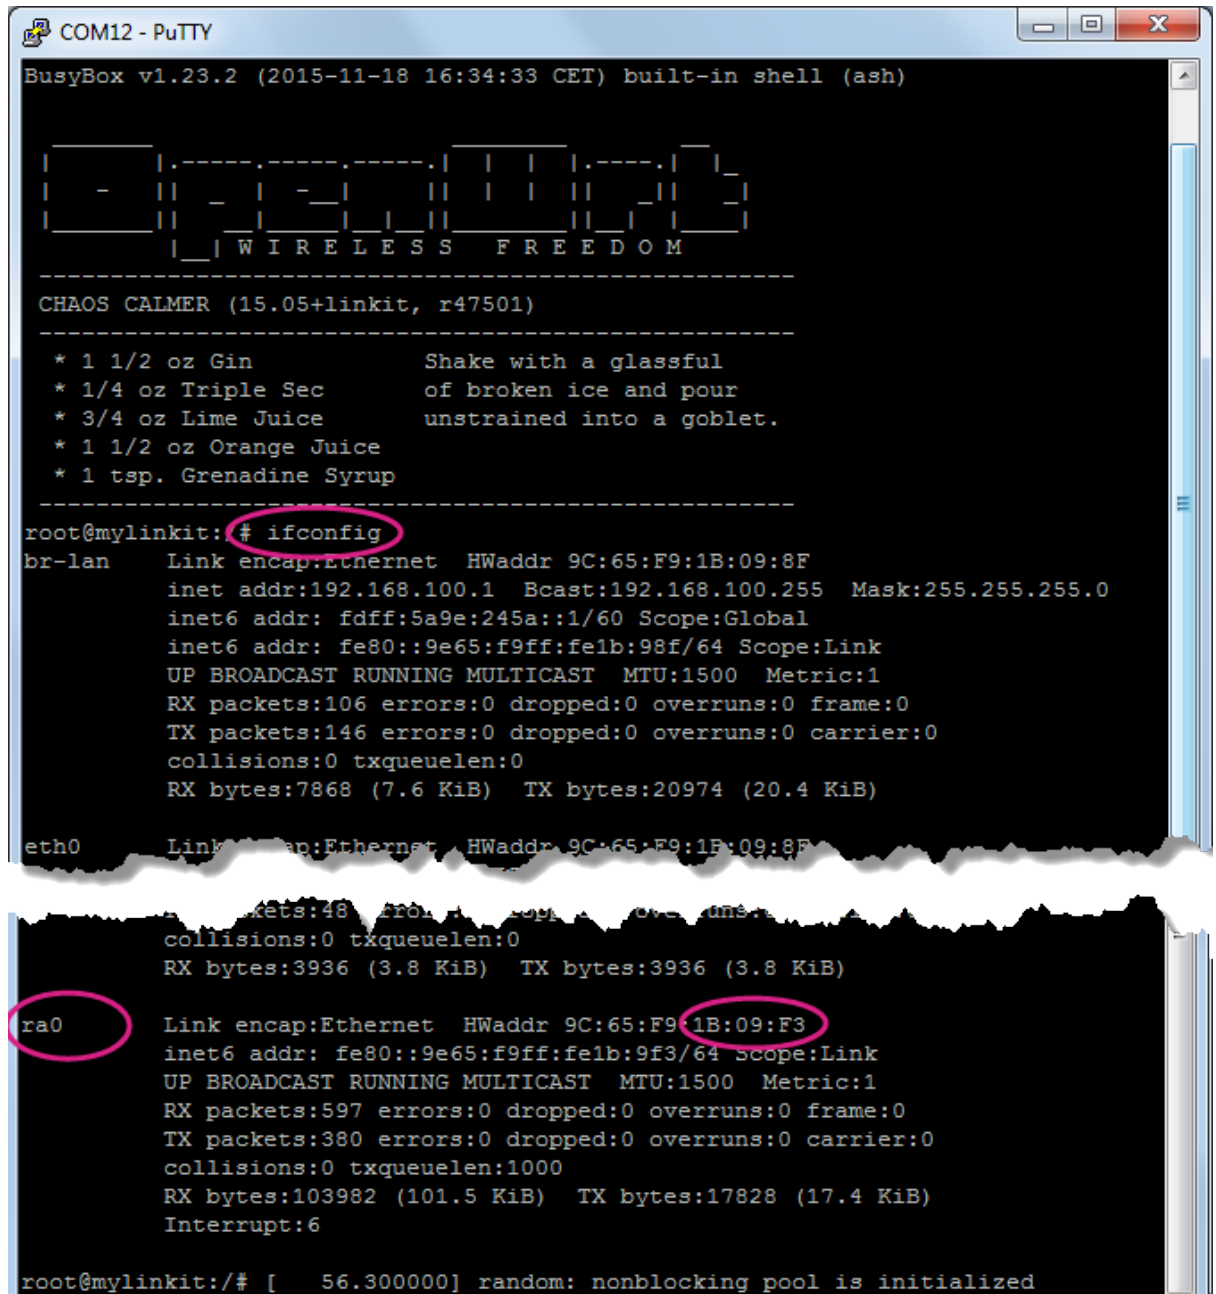 COM12 - PuTTY
BusyBox v1.23.2 (2015-11-18 16:34:33 CET) built-in shell (ash)
OpenWrt
W I R E L E S S F R E E D O M
-----------------------------------------------------
CHAOS CALMER (15.05+linkit, r47501)
-----------------------------------------------------
* 1 1/2 oz Gin Shake with a glassful
* 1/4 oz Triple Sec of broken ice and pour
* 3/4 oz Lime Juice unstrained into a goblet.
* 1 1/2 oz Orange Juice
* 1 tsp. Grenadine Syrup
-----------------------------------------------------
root@mylinkit:/# ifconfig
br-lan Link encap:Ethernet HWaddr 9C:65:F9:1B:09:8F
inet addr:192.168.100.1 Bcast:192.168.100.255 Mask:255.255.255.0
inet6 addr: fdff:5a9e:245a::1/60 Scope:Global
inet6 addr: fe80::9e65:f9ff:fe1b:98f/64 Scope:Link
UP BROADCAST RUNNING MULTICAST MTU:1500 Metric:1
RX packets:106 errors:0 dropped:0 overruns:0 frame:0
TX packets:146 errors:0 dropped:0 overruns:0 carrier:0
collisions:0 txqueuelen:0
RX bytes:7868 (7.6 KiB) TX bytes:20974 (20.4 KiB)
eth0 Link encap:Ethernet HWaddr 9C:65:F9:1B:09:8F
collisions:0 txqueuelen:0
RX bytes:3936 (3.8 KiB) TX bytes:3936 (3.8 KiB)
ra0 Link encap:Ethernet HWaddr 9C:65:F9:1B:09:F3
inet6 addr: fe80::9e65:f9ff:fe1b:9f3/64 Scope:Link
UP BROADCAST RUNNING MULTICAST MTU:1500 Metric:1
RX packets:597 errors:0 dropped:0 overruns:0 frame:0
TX packets:380 errors:0 dropped:0 overruns:0 carrier:0
collisions:0 txqueuelen:1000
RX bytes:103982 (101.5 KiB) TX bytes:17828 (17.4 KiB)
Interrupt:6
root@mylinkit:/# [ 56.300000] random: nonblocking pool is initialized